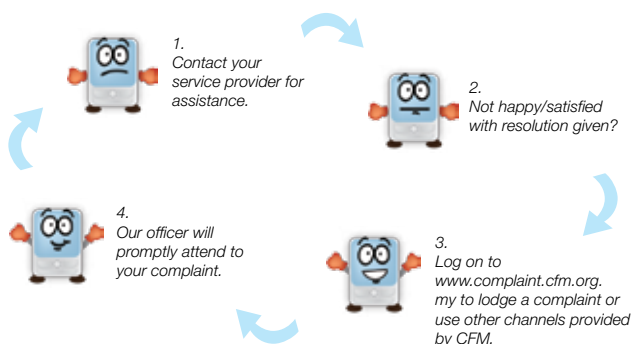 1.
Contact your
service provider for
assistance.
2.
Not happy/satisfied
with resolution given?
3.
Log on to
www.complaint.cfm.org.
my to lodge a complaint or
use other channels provided
by CFM.
4.
Our officer will
promptly attend to
your complaint.